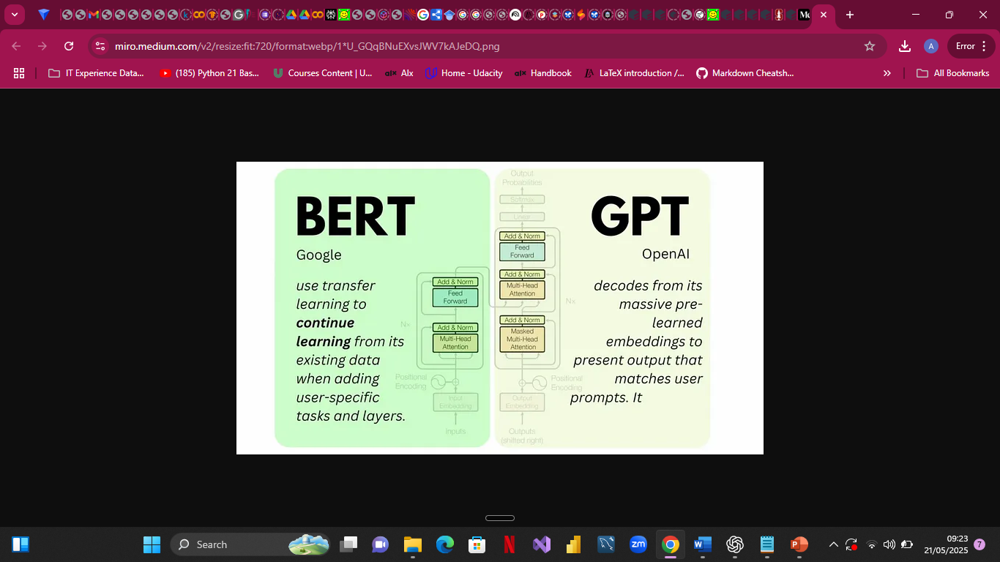 miro.medium.com/v2/resize:fit:720/format:webp/1*U_GQqBNuEXvsJWV7kAJeDQ.png
A
Error
IT Experience Data...
(185) Python 21 Bas...
Courses Content | U...
alx Alx
Home - Udacity
alx Handbook
LaTeX introduction /...
Markdown Cheatsh...
»
All Bookmarks
BERT
Google
use transfer
learning to
continue
learning from its
existing data
when adding
user-specific
tasks and layers.
Add & Norm
Feed
Forward
Nx
Add & Norm
Multi-Head
Attention
Positional
Encoding
Input
Embedding
Inputs
Output
Probabilities
Softmax
Linear
Add & Norm
Feed
Forward
Add & Norm
Multi-Head
Attention
Nx
Add & Norm
Masked
Multi-Head
Attention
Positional
Encoding
Output
Embedding
Outputs
(shifted right)
GPT
OpenAI
decodes from its
massive pre-
learned
embeddings to
present output that
matches user
prompts. It
Search
zm
09:23
21/05/2025
7